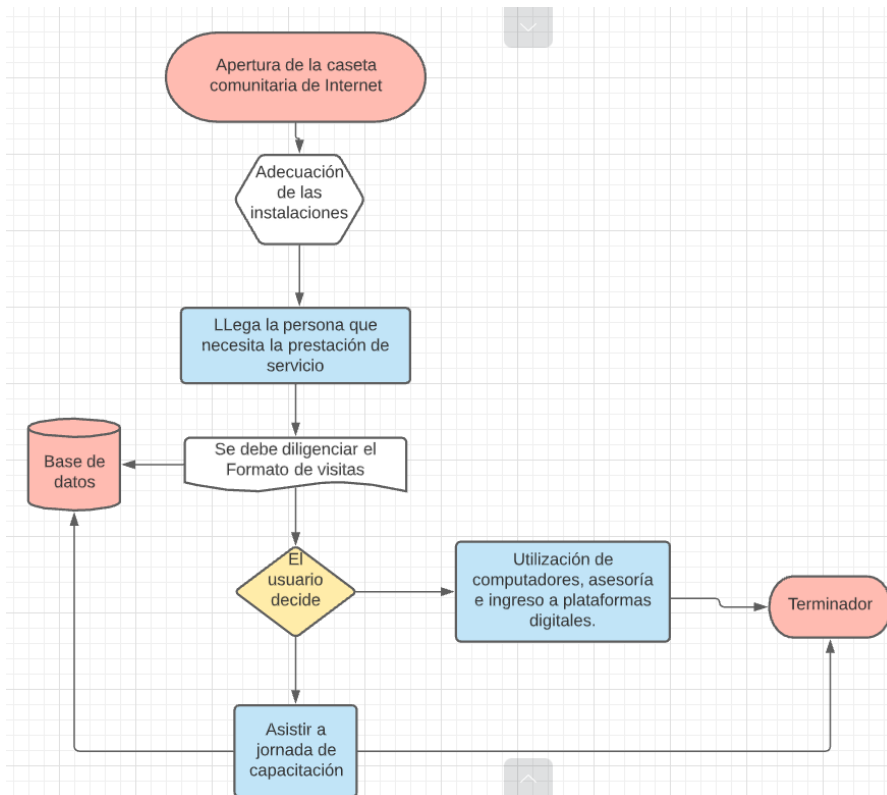 Apertura de la caseta
comunitaria de Internet
Adecuación
de las
instalaciones
LLega la persona que
necesita la prestación de
servicio
Se debe diligenciar el
Formato de visitas
Base de
datos
El
usuario
decide
Utilización de
computadores, asesoría
e ingreso a plataformas
digitales.
Terminador
Asistir a
jornada de
capacitación